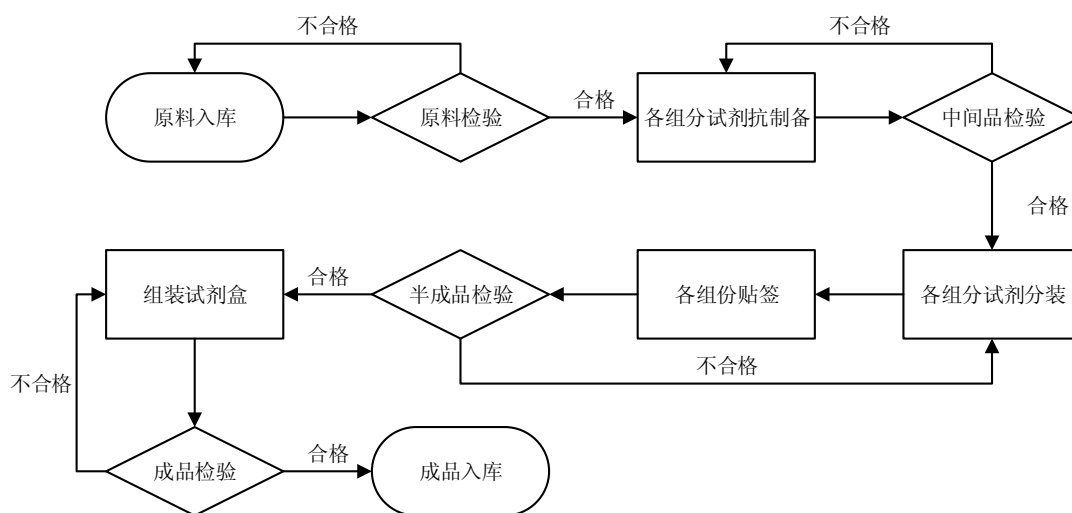 不合格
不合格
原料入库
原料检验
合格
各组分试剂抗制备
中间品检验
合格
组装试剂盒
合格
半成品检验
各组份贴签
各组分试剂分装
不合格
不合格
成品检验
合格
成品入库